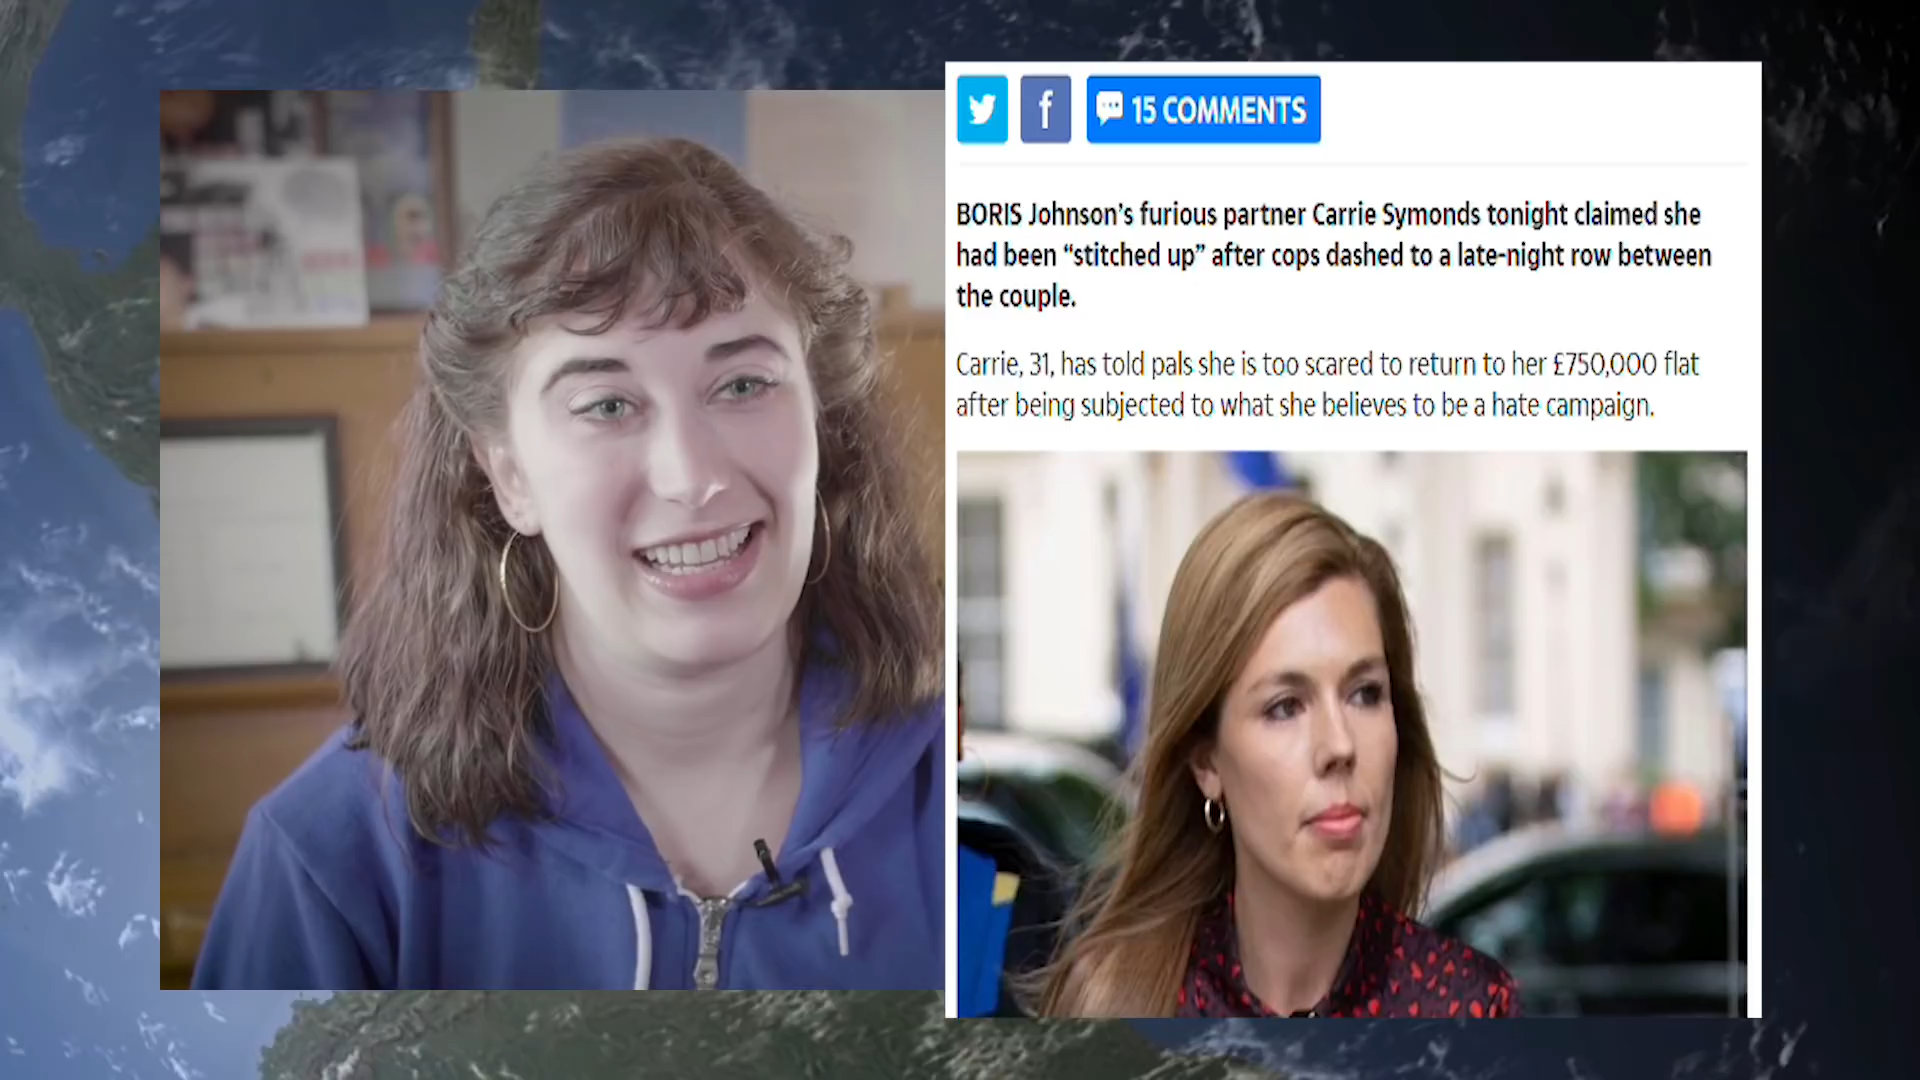 15 COMMENTS
BORIS Johnson's furious partner Carrie Symonds tonight claimed she
had been “stitched up” after cops dashed to a late-night row between
the couple.
Carrie, 31, has told pals she is too scared to return to her £750,000 flat
after being subjected to what she believes to be a hate campaign.